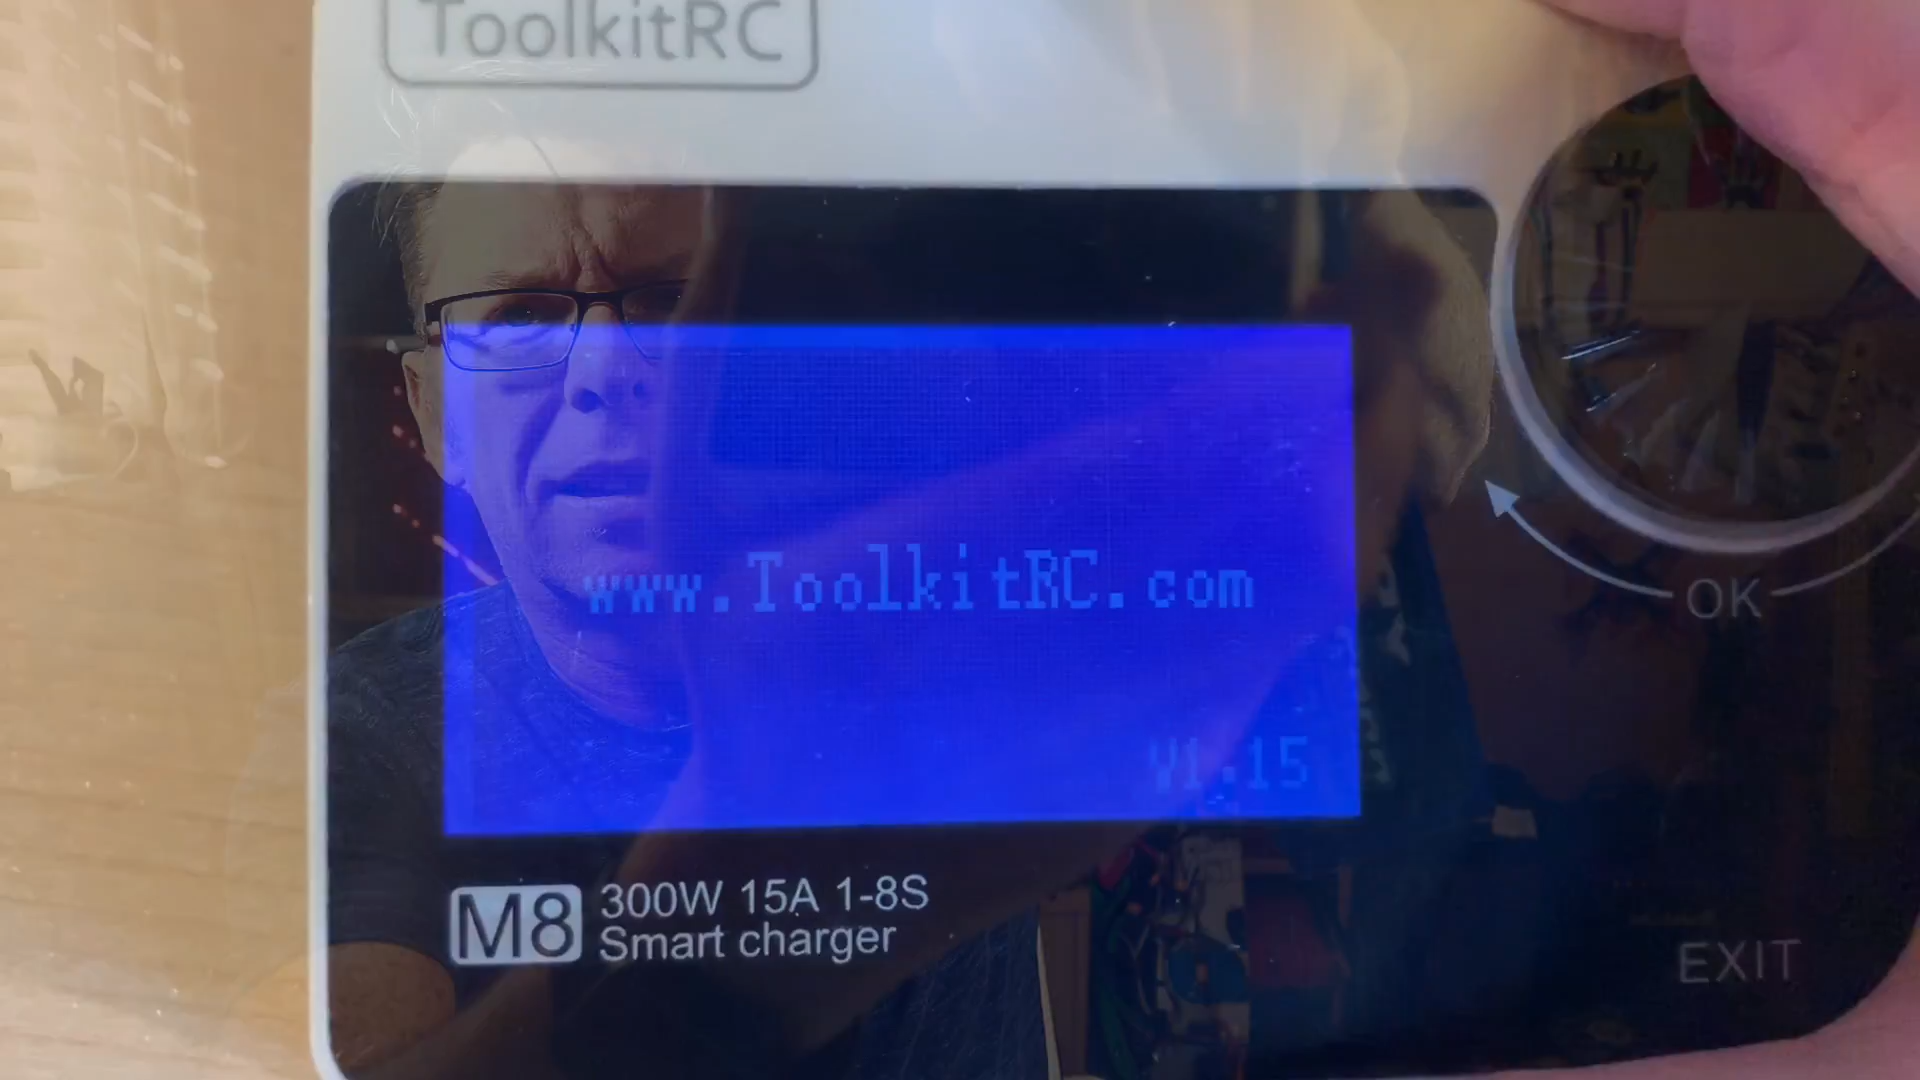 ToolkitRC
www.ToolkitRC.com
V1.15
OK
M8 300W 15A 1-8S
Smart charger
EXIT